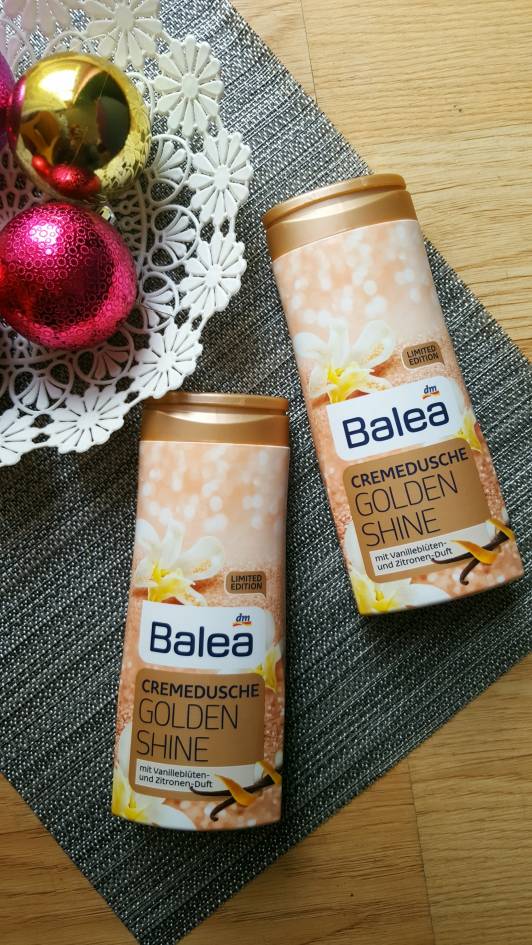 LIMITED
EDITION
dm
Balea
CREMEDUSCHE
GOLDEN
SHINE
mit Vanilleblüten-
und Zitronen-Duft
LIMITED
EDITION
dm
Balea
CREMEDUSCHE
GOLDEN
SHINE
mit Vanilleblüten-
und Zitronen-Duft